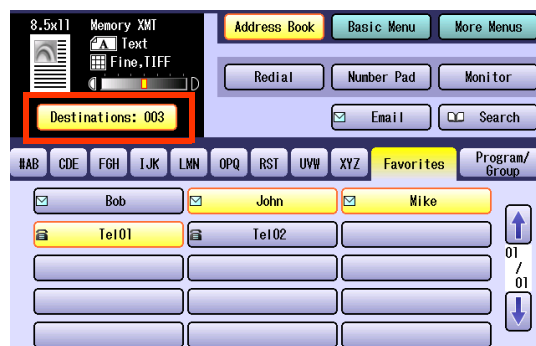 8.5x11 Memory XMT
A Text
Fine,TIFF
D
Destinations: 003
Address Book
Basic Menu
More Menus
Redial
Number Pad
Monitor
Email
Search
#AB
CDE
FGH
IJK
LMN
OPQ
RST
UVW
XYZ
Favorites
Program/
Group
Bob
John
Mike
Tel01
Tel02
01
/
01